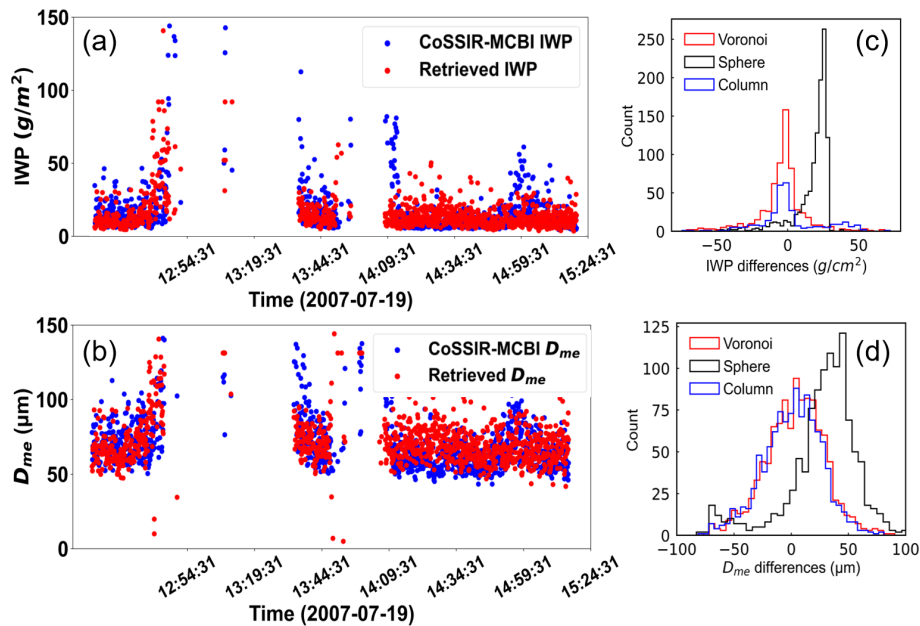 (a)
CoSSIR-MCBI IWP
Retrieved IWP
IWP (g/m²)
150
100
50
0
12:54:31
13:19:31
13:44:31
14:09:31
14:34:31
14:59:31
15:24:31
Time (2007-07-19)
(c)
Voronoi
Sphere
Column
Count
250
200
150
100
50
0
−50
0
50
IWP differences (g/cm²)
(b)
CoSSIR-MCBI Dme
Retrieved Dme
Dme (μm)
150
100
50
0
12:54:31
13:19:31
13:44:31
14:09:31
14:34:31
14:59:31
15:24:31
Time (2007-07-19)
(d)
Voronoi
Sphere
Column
Count
125
100
75
50
25
0
−100
−50
0
50
100
Dme differences (μm)